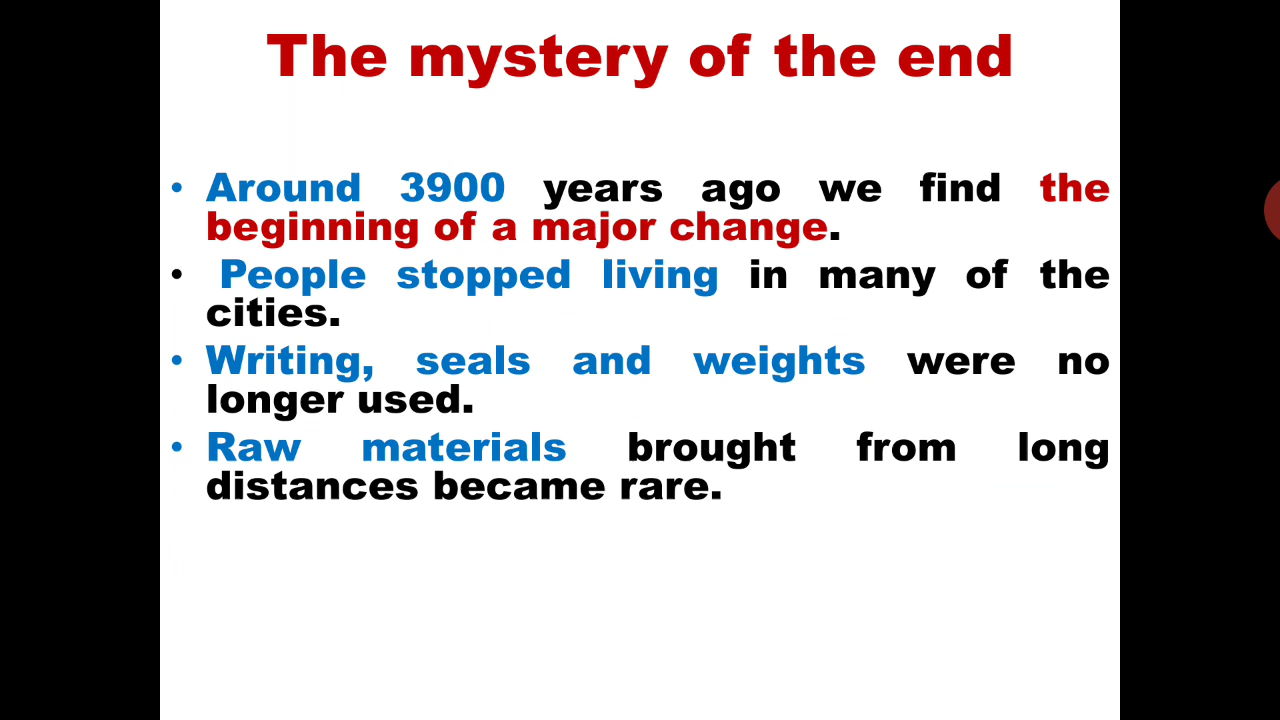 The mystery of the end
• Around 3900 years ago we find the
beginning of a major change.
• People stopped living in many of the
cities.
• Writing, seals and weights were no
longer used.
• Raw materials brought from long
distances became rare.